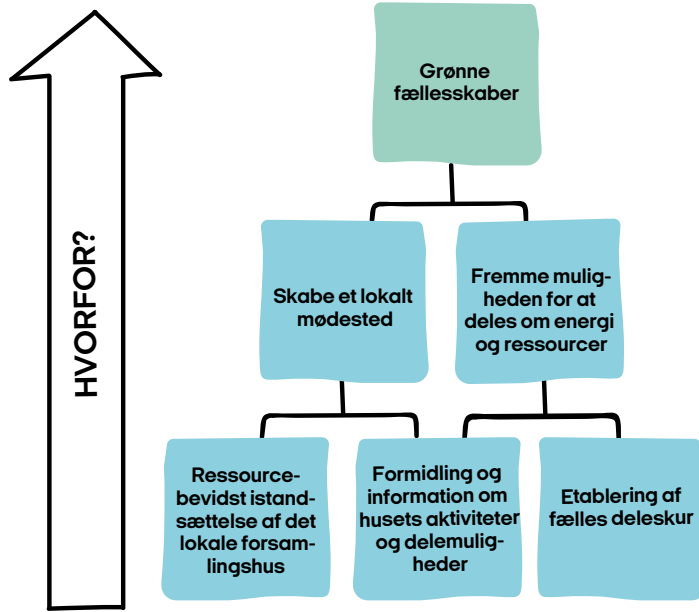 HVORFOR?
Grønne
fællesskaber
Skabe et lokalt
mødested
Fremme mulig-
heden for at
deles om energi
og ressourcer
Ressource-
bevidst istand-
sættelse af det
lokale forsam-
lingshus
Formidling og
information om
husets aktiviteter
og delemulig-
heder
Etablering af
fælles deleskur